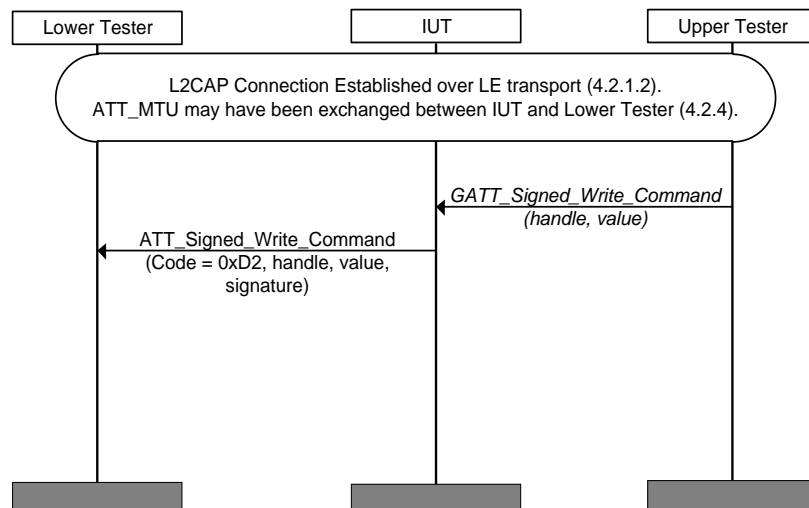 Lower Tester
IUT
Upper Tester
L2CAP Connection Established over LE transport (4.2.1.2).
ATT_MTU may have been exchanged between IUT and Lower Tester (4.2.4).
GATT_Signed_Write_Command
(handle, value)
ATT_Signed_Write_Command
(Code = 0xD2, handle, value,
signature)